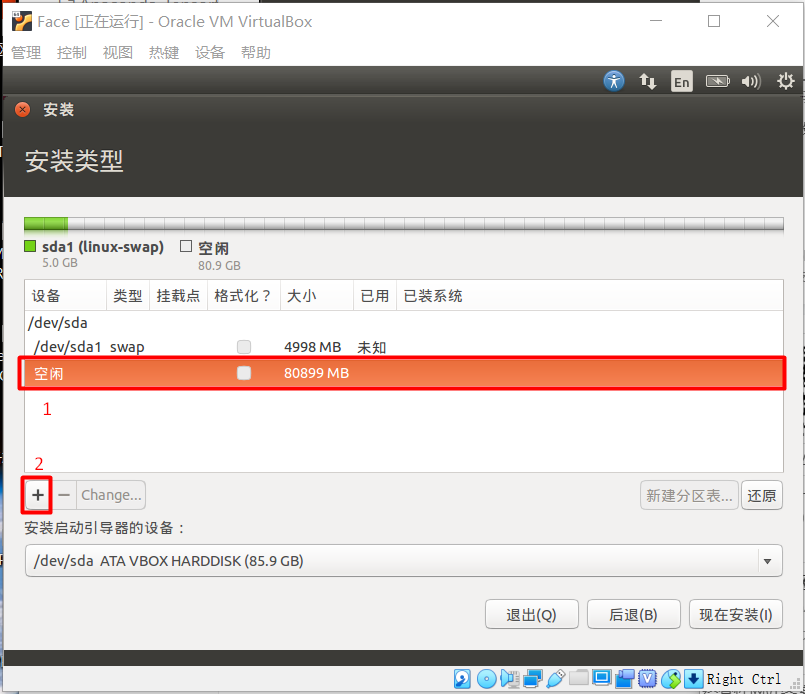 Face [正在运行] - Oracle VM VirtualBox
管理 控制 视图 热键 设备 帮助
En
安装
安装类型
sda1 (linux-swap) 空闲
5.0 GB 80.9 GB
设备 类型 挂载点 格式化？ 大小 已用 已装系统
/dev/sda
/dev/sda1 swap 4998 MB 未知
空闲 80899 MB
1
2
+ − Change... 新建分区表... 还原
安装启动引导器的设备：
/dev/sda ATA VBOX HARDDISK (85.9 GB)
退出(Q) 后退(B) 现在安装(I)
Right Ctrl